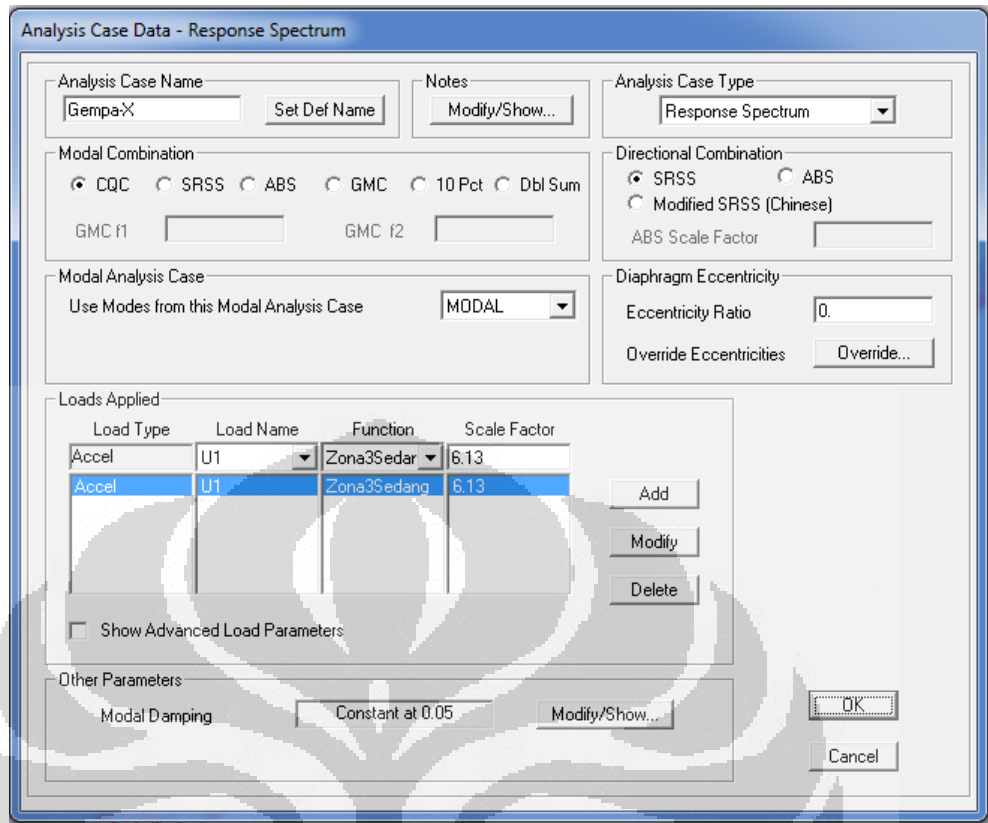 Analysis Case Data - Response Spectrum
Analysis Case Name
Gempa-X
Set Def Name
Notes
Modify/Show...
Analysis Case Type
Response Spectrum
Modal Combination
CQC SRSS ABS GMC 10 Pct Dbl Sum
GMC f1 GMC f2
Directional Combination
SRSS ABS
Modified SRSS (Chinese)
ABS Scale Factor
Modal Analysis Case
Use Modes from this Modal Analysis Case MODAL
Diaphragm Eccentricity
Eccentricity Ratio 0.
Override Eccentricities Override...
Loads Applied
Load Type Load Name Function Scale Factor
Accel U1 Zona3Sedar 6.13
Accel U1 Zona3Sedang 6.13
Add
Modify
Delete
Show Advanced Load Parameters
Other Parameters
Modal Damping Constant at 0.05 Modify/Show...
OK
Cancel